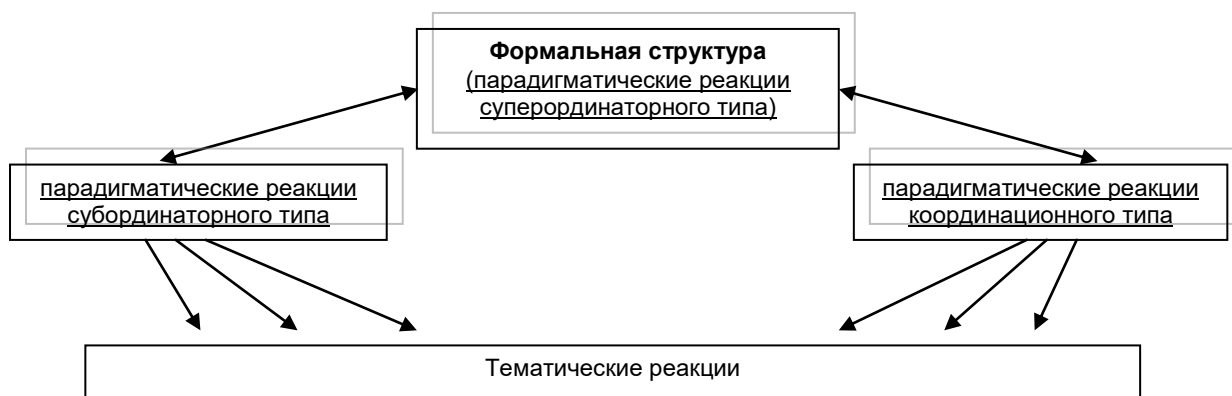 Формальная структура
(парадигматические реакции
суперординаторного типа)
парадигматические реакции
субординаторного типа
парадигматические реакции
координационного типа
Тематические реакции